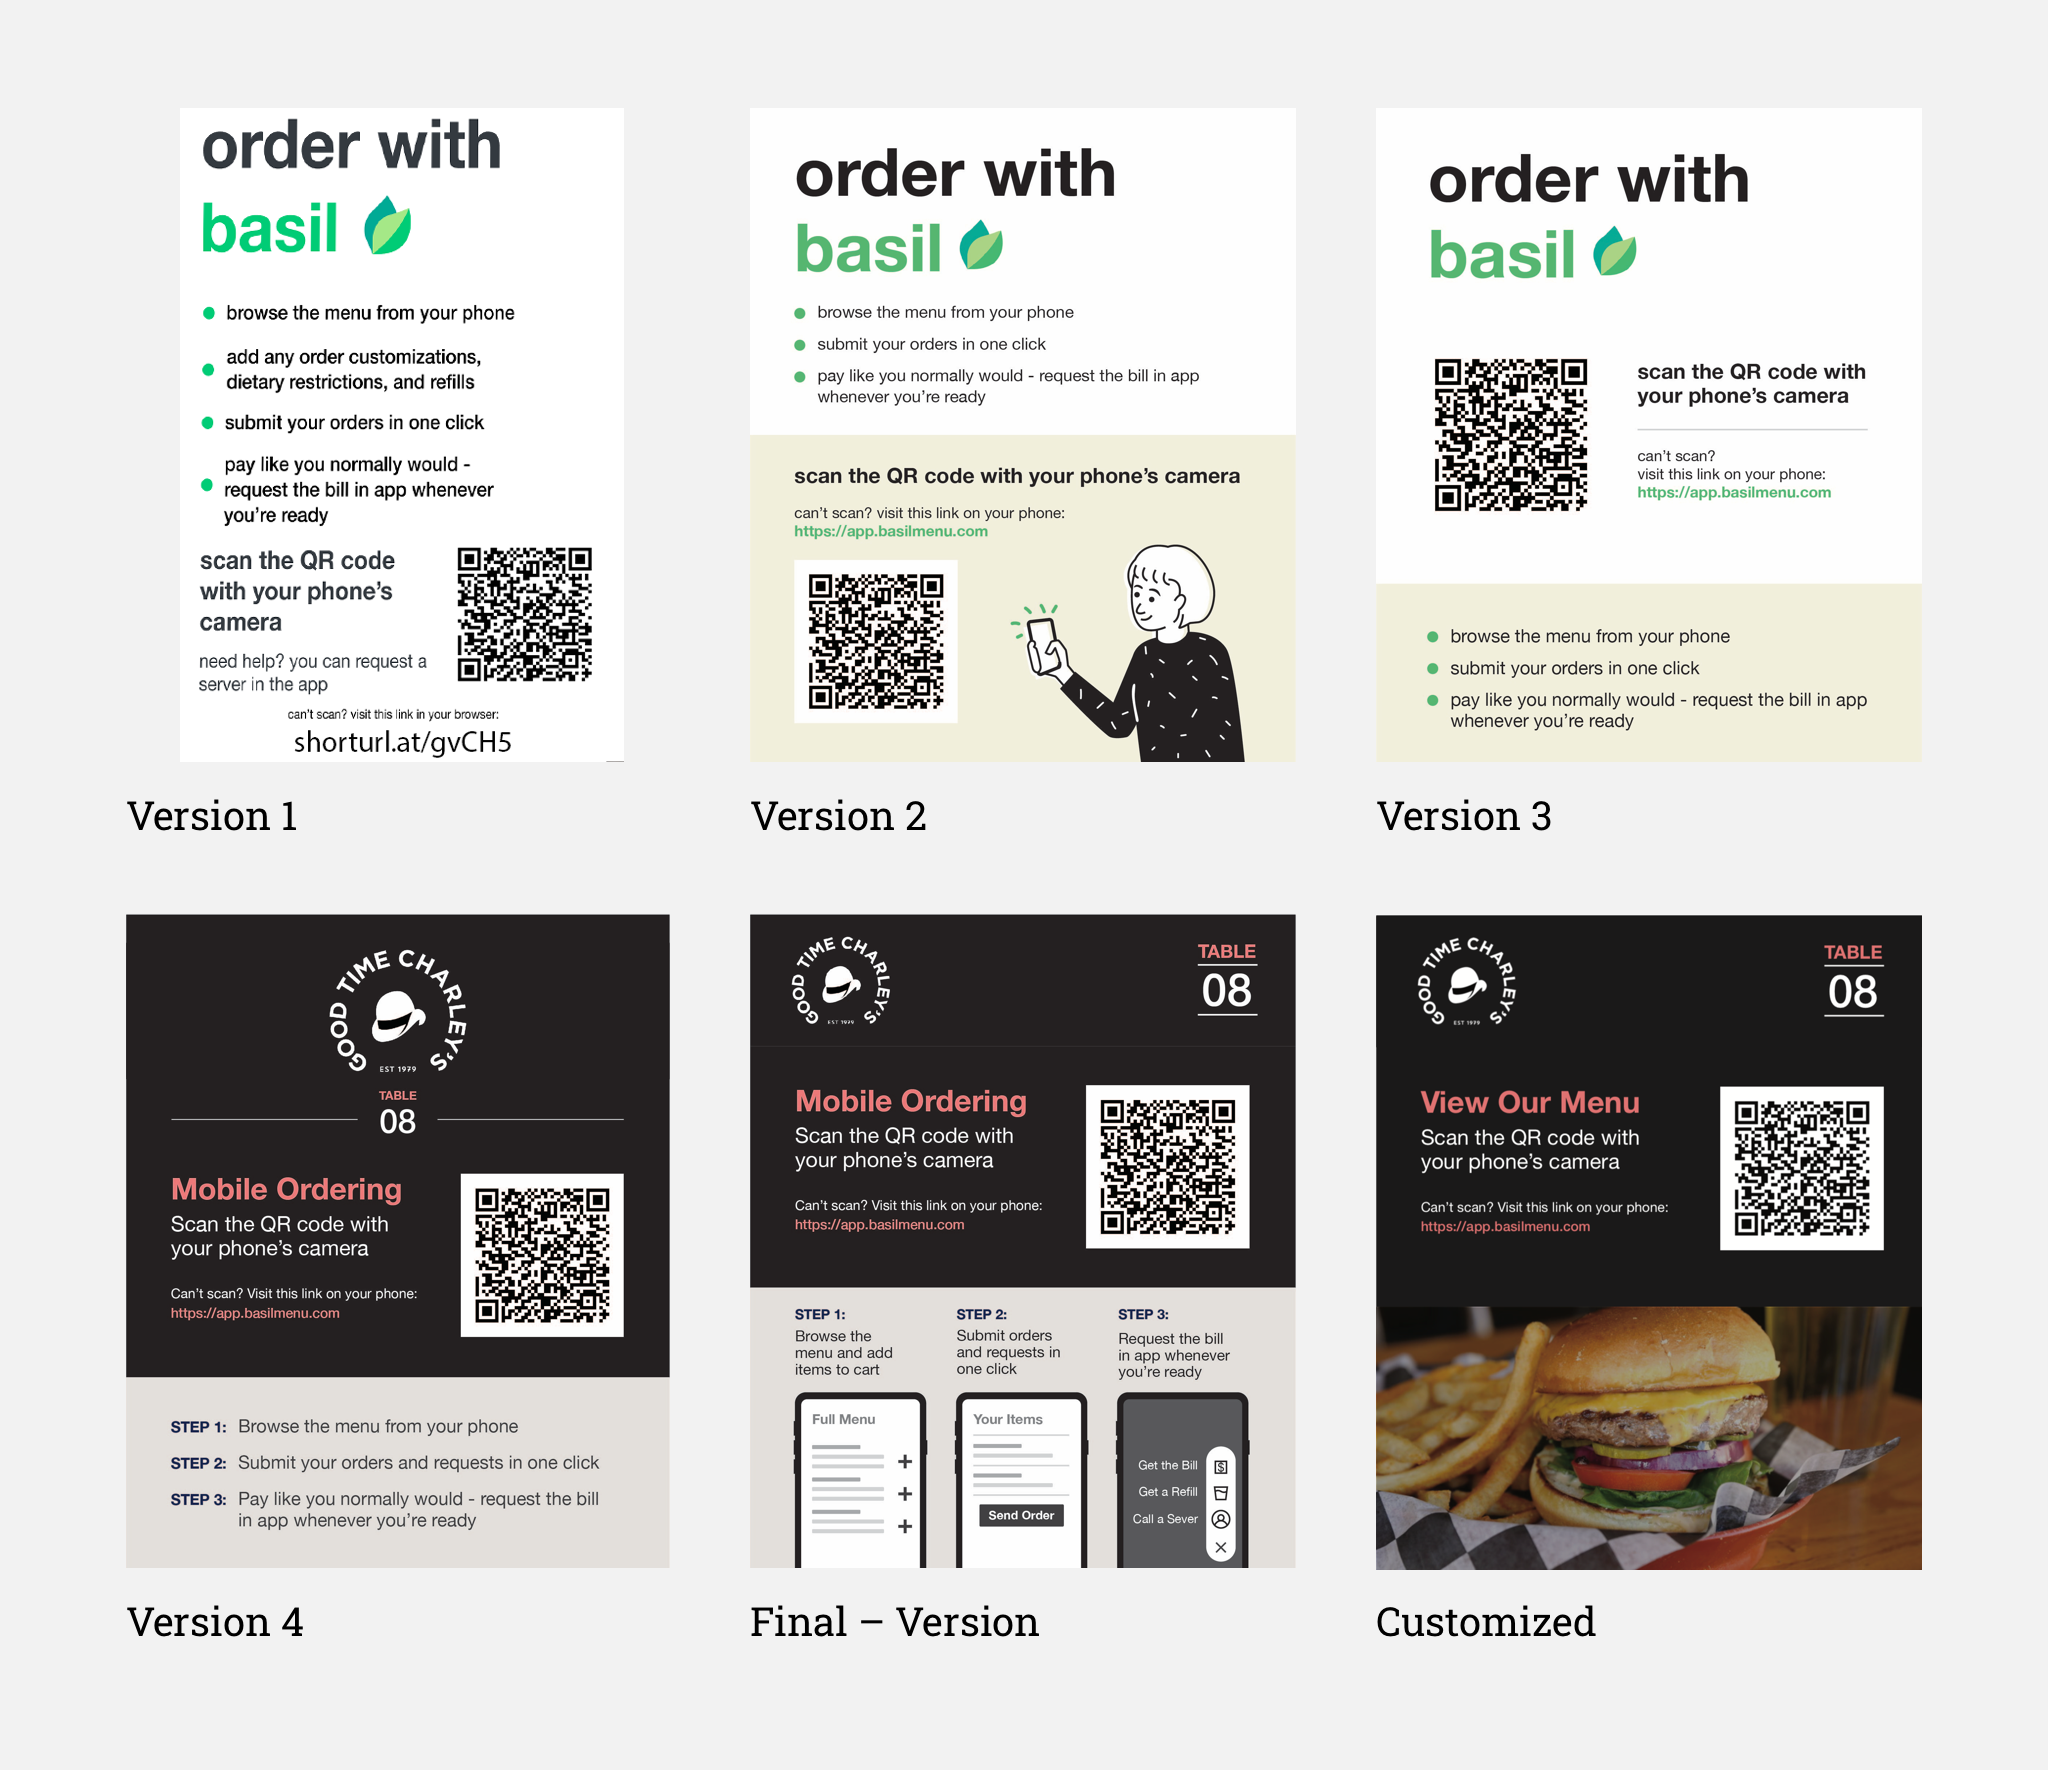 order with
basil
browse the menu from your phone
add any order customizations,
dietary restrictions, and refills
submit your orders in one click
pay like you normally would -
request the bill in app whenever
you're ready
scan the QR code
with your phone's
camera
need help? you can request a
server in the app
can't scan? visit this link in your browser:
shorturl.at/gvCH5
Version 1
order with
basil
browse the menu from your phone
submit your orders in one click
pay like you normally would - request the bill in app
whenever you're ready
scan the QR code with your phone's camera
can't scan? visit this link on your phone:
https://app.basilmenu.com
Version 2
order with
basil
scan the QR code with
your phone's camera
can't scan?
visit this link on your phone:
https://app.basilmenu.com
browse the menu from your phone
submit your orders in one click
pay like you normally would - request the bill in app
whenever you're ready
Version 3
GOOD TIME CHARLEY'S
EST 1979
TABLE
08
Mobile Ordering
Scan the QR code with
your phone's camera
Can't scan? Visit this link on your phone:
https://app.basilmenu.com
STEP 1: Browse the menu from your phone
STEP 2: Submit your orders and requests in one click
STEP 3: Pay like you normally would - request the bill
in app whenever you're ready
Version 4
GOOD TIME CHARLEY'S
EST 1979
TABLE
08
Mobile Ordering
Scan the QR code with
your phone's camera
Can't scan? Visit this link on your phone:
https://app.basilmenu.com
STEP 1:
Browse the
menu and add
items to cart
Full Menu
STEP 2:
Submit orders
and requests in
one click
Your Items
Send Order
STEP 3:
Request the bill
in app whenever
you're ready
Get the Bill
Get a Refill
Call a Sever
Final – Version
GOOD TIME CHARLEY'S
EST 1979
TABLE
08
View Our Menu
Scan the QR code with
your phone's camera
Can't scan? Visit this link on your phone:
https://app.basilmenu.com
Customized